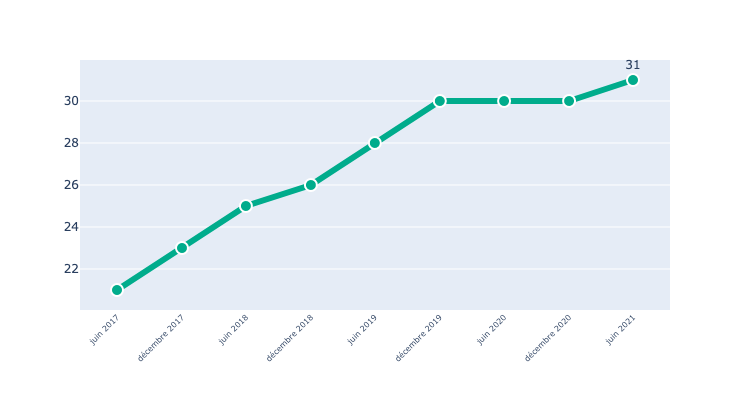 31
30
28
26
24
22
juin 2017
décembre 2017
juin 2018
décembre 2018
juin 2019
décembre 2019
juin 2020
décembre 2020
juin 2021